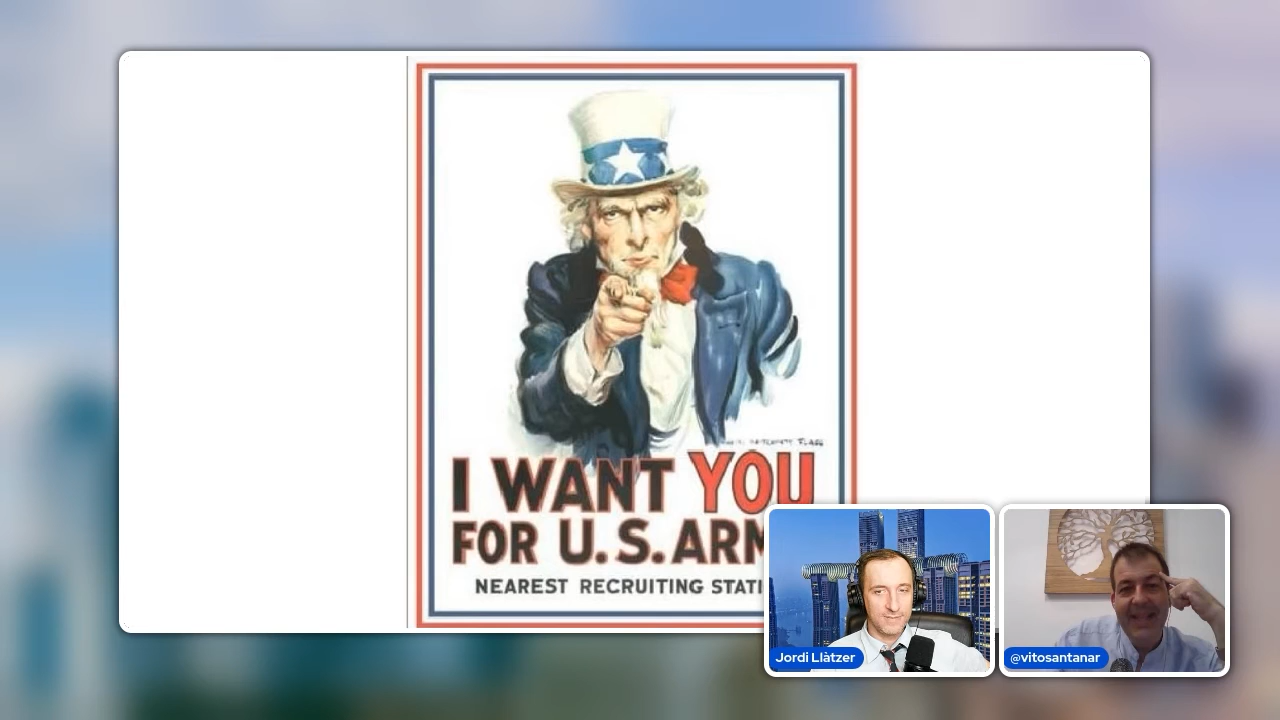 I WANT YOU
FOR U.S. ARM
NEAREST RECRUITING STATI
Jordi Llàtzer
@vitosantanar